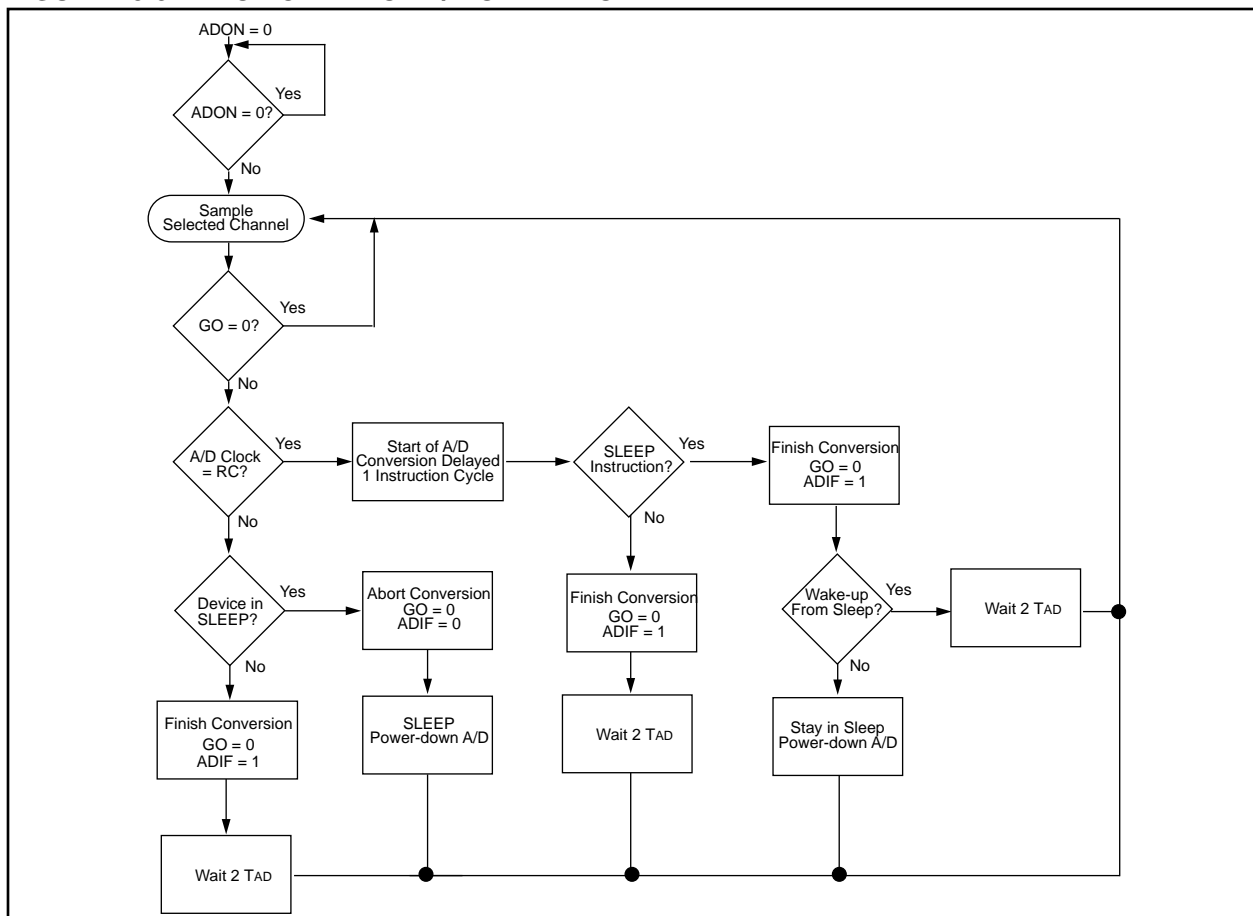 ADON = 0
ADON = 0?
Yes
No
Sample
Selected Channel
GO = 0?
Yes
No
A/D Clock
= RC?
Yes
No
Start of A/D
Conversion Delayed
1 Instruction Cycle
SLEEP
Instruction?
Yes
No
Finish Conversion
GO = 0
ADIF = 1
Device in
SLEEP?
Yes
No
Abort Conversion
GO = 0
ADIF = 0
Finish Conversion
GO = 0
ADIF = 1
Wake-up
From Sleep?
Yes
No
Wait 2 TAD
Finish Conversion
GO = 0
ADIF = 1
SLEEP
Power-down A/D
Wait 2 TAD
Stay in Sleep
Power-down A/D
Wait 2 TAD